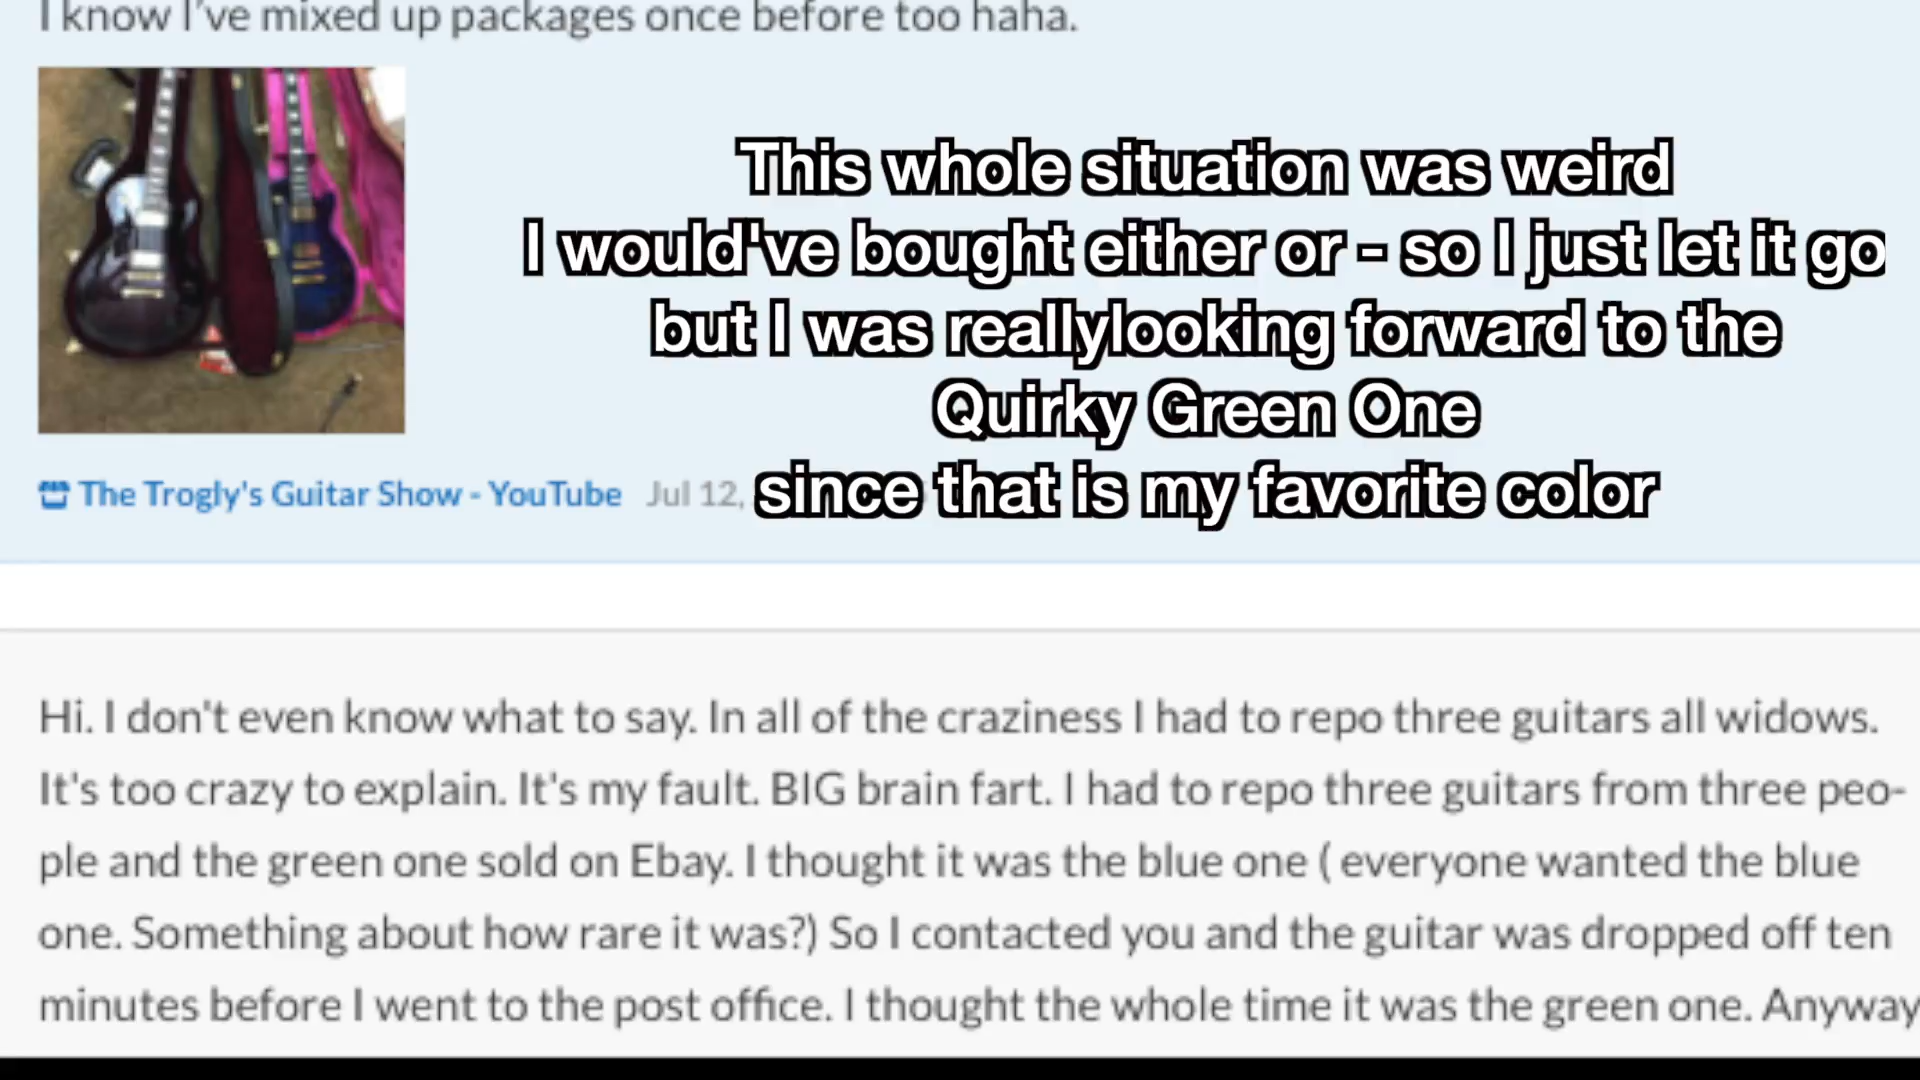 I know I've mixed up packages once before too haha.
This whole situation was weird
I would've bought either or - so I just let it go
but I was reallylooking forward to the
Quirky Green One
since that is my favorite color
The Trogly's Guitar Show - YouTube Jul 12,
Hi. I don't even know what to say. In all of the craziness I had to repo three guitars all widows.
It's too crazy to explain. It's my fault. BIG brain fart. I had to repo three guitars from three peo-
ple and the green one sold on Ebay. I thought it was the blue one ( everyone wanted the blue
one. Something about how rare it was?) So I contacted you and the guitar was dropped off ten
minutes before I went to the post office. I thought the whole time it was the green one. Anyway